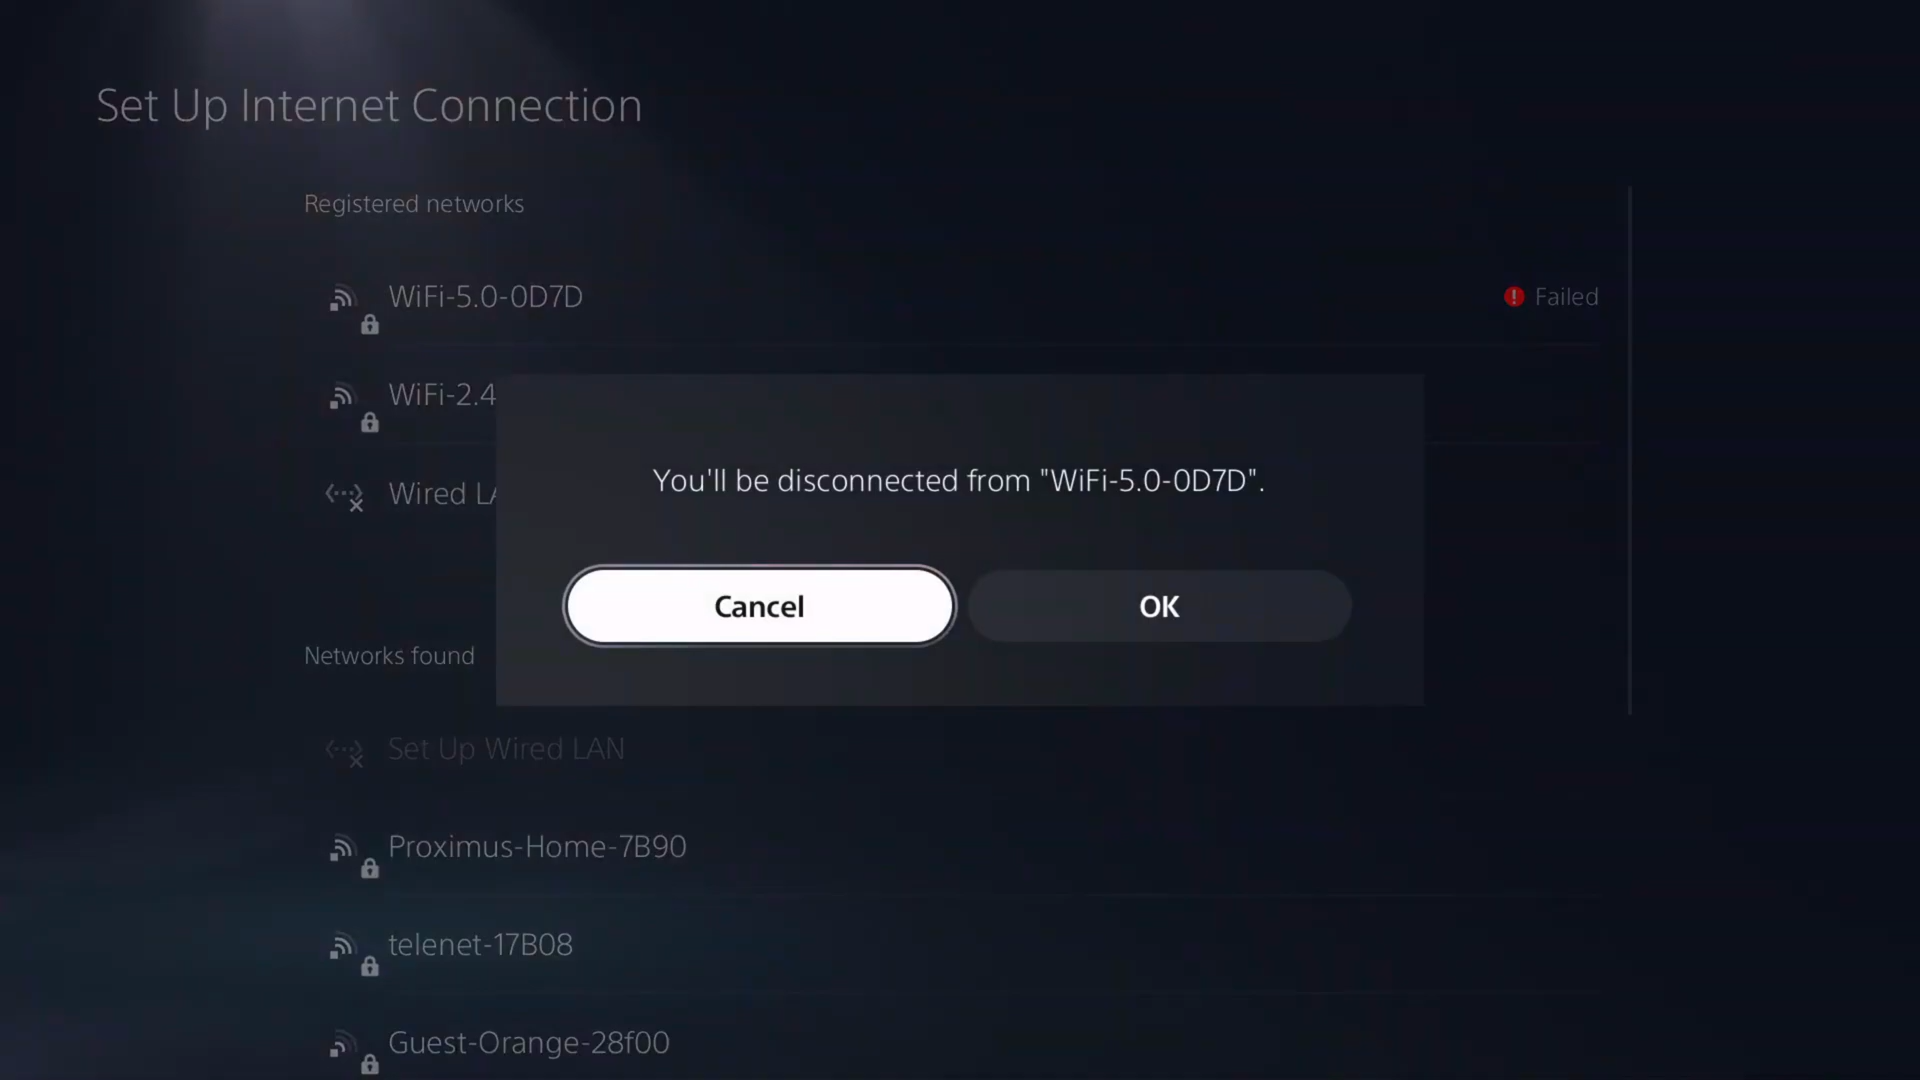 Set Up Internet Connection
Registered networks
WiFi-5.0-0D7D
Failed
WiFi-2.4
You'll be disconnected from "WiFi-5.0-0D7D".
Wired LA
Cancel
OK
Networks found
Set Up Wired LAN
Proximus-Home-7B90
telenet-17B08
Guest-Orange-28f00